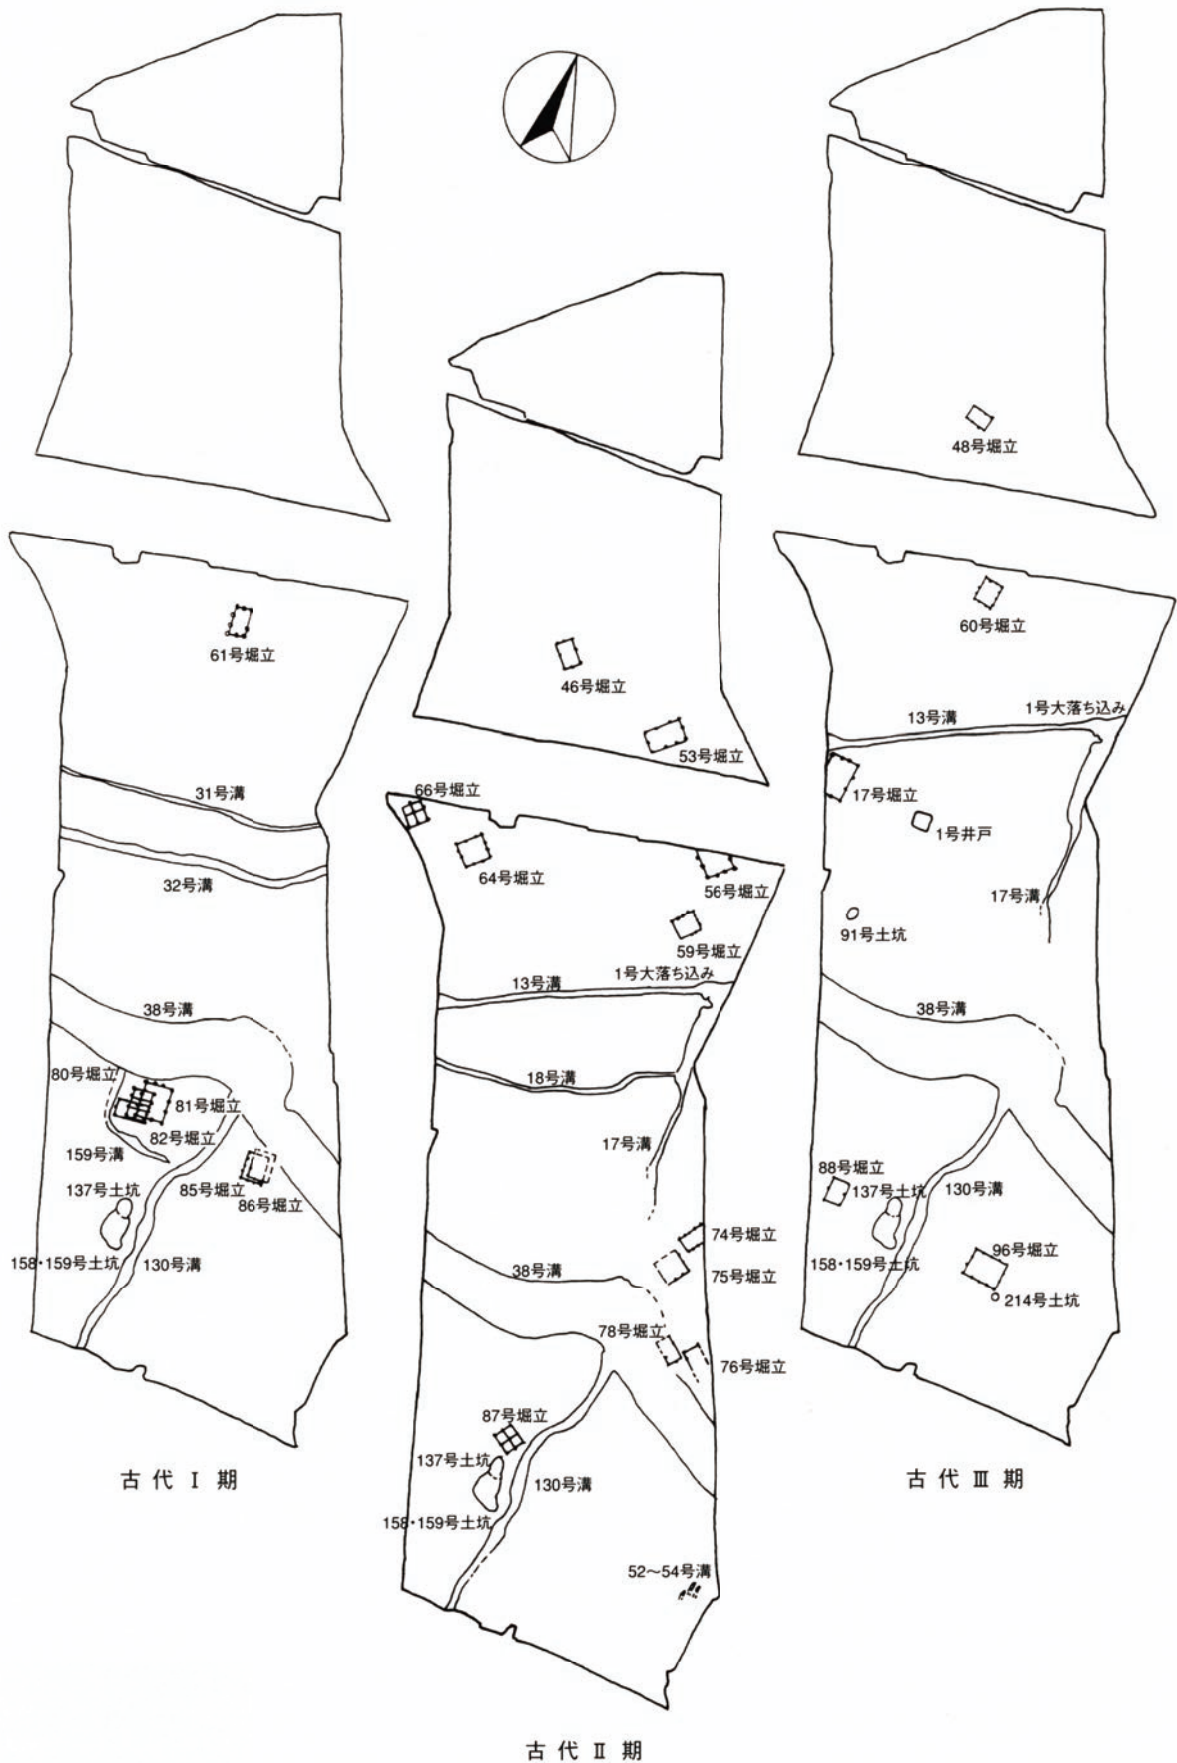 61号堀立
31号溝
32号溝
38号溝
80号堀立
81号堀立
82号堀立
159号溝
85号堀立
137号土坑
86号堀立
158・159号土坑
130号溝
古代Ⅰ期
46号堀立
53号堀立
66号堀立
64号堀立
56号堀立
59号堀立
1号大落ち込み
13号溝
18号溝
17号溝
74号堀立
38号溝
75号堀立
78号堀立
76号堀立
87号堀立
137号土坑
130号溝
158・159号土坑
52～54号溝
古代Ⅱ期
48号堀立
60号堀立
13号溝
1号大落ち込み
17号堀立
1号井戸
17号溝
91号土坑
38号溝
88号堀立
137号土坑
130号溝
96号堀立
158・159号土坑
214号土坑
古代Ⅲ期